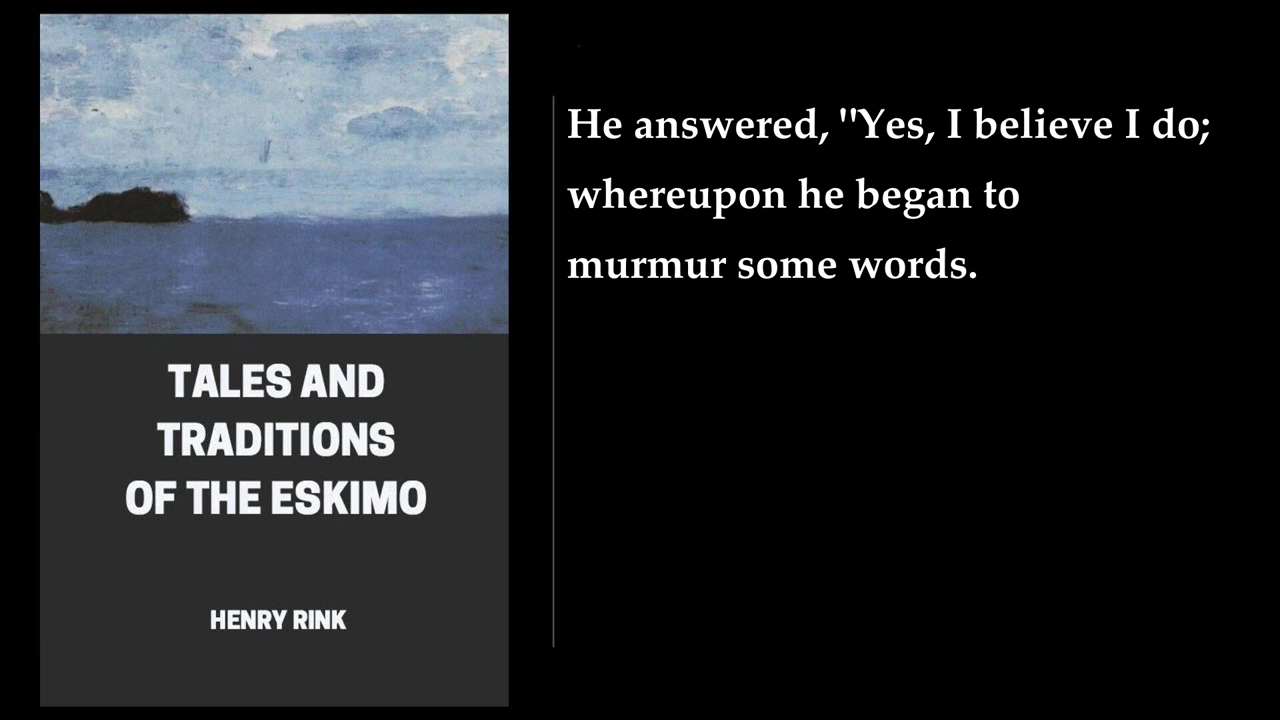 He answered, "Yes, I believe I do;
whereupon he began to
murmur some words.
TALES AND
TRADITIONS
OF THE ESKIMO
HENRY RINK